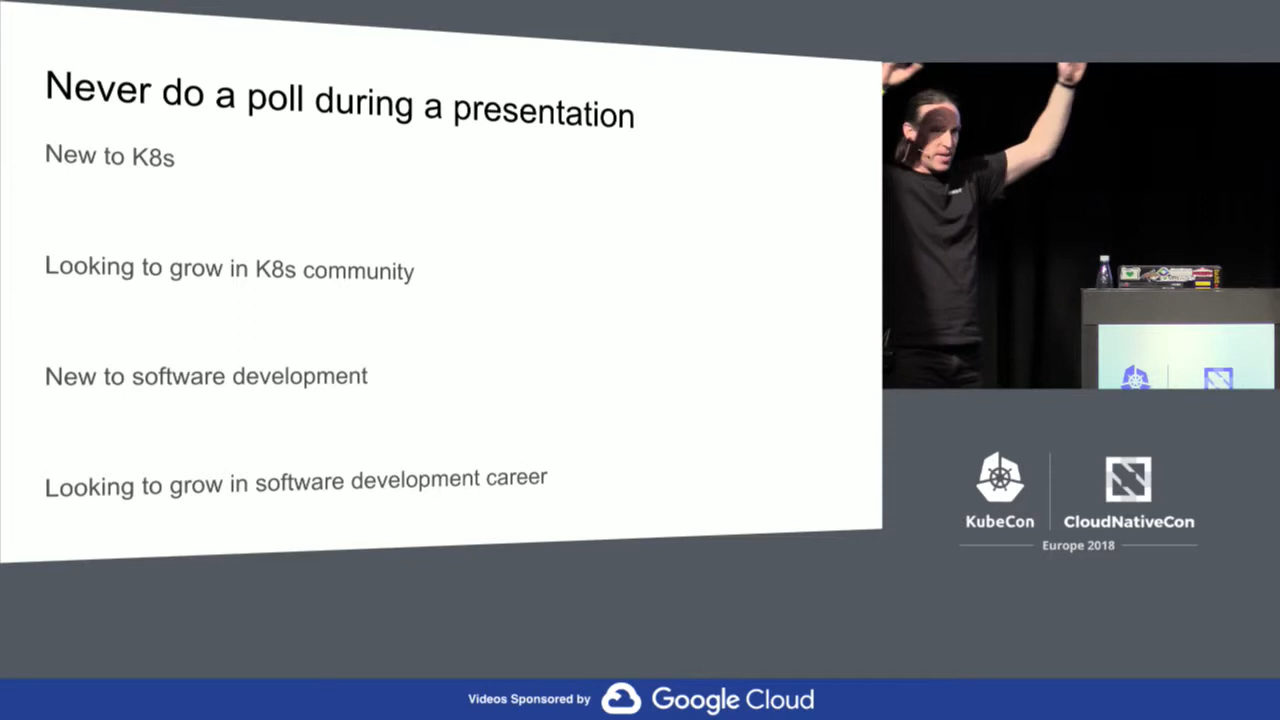 Never do a poll during a presentation
New to K8s
Looking to grow in K8s community
New to software development
Looking to grow in software development career
KubeCon
CloudNativeCon
Europe 2018
Videos Sponsored by Google Cloud